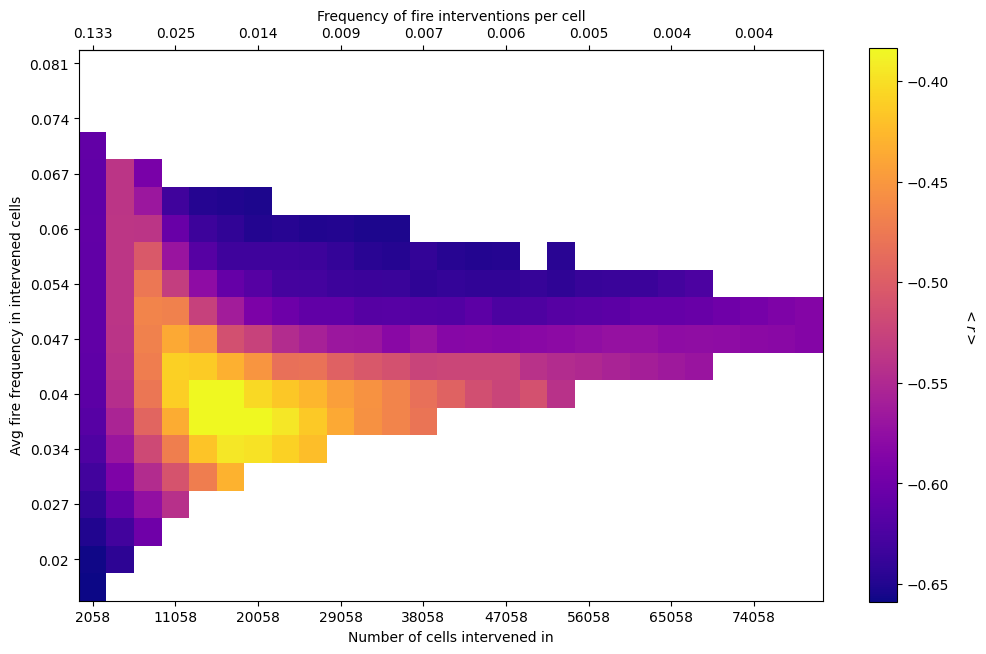 Frequency of fire interventions per cell
0.133 0.025 0.014 0.009 0.007 0.006 0.005 0.004 0.004
Avg fire frequency in intervened cells
0.081
0.074
0.067
0.06
0.054
0.047
0.04
0.034
0.027
0.02
2058 11058 20058 29058 38058 47058 56058 65058 74058
Number of cells intervened in
−0.40
−0.45
−0.50
−0.55
−0.60
−0.65
< r >